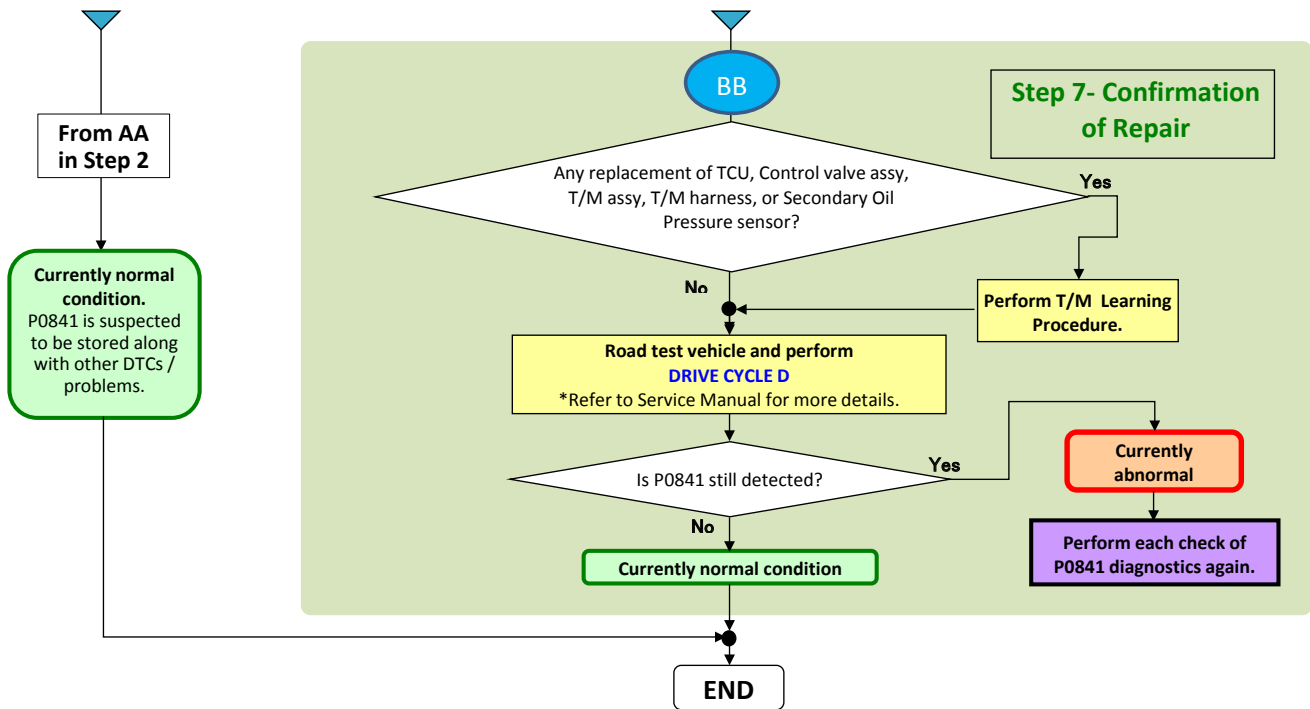 From AA
in Step 2
Currently normal
condition.
P0841 is suspected
to be stored along
with other DTCs /
problems.
BB
Step 7- Confirmation
of Repair
Any replacement of TCU, Control valve assy,
T/M assy, T/M harness, or Secondary Oil
Pressure sensor?
Yes
No
Perform T/M Learning
Procedure.
Road test vehicle and perform
DRIVE CYCLE D
*Refer to Service Manual for more details.
Is P0841 still detected?
Yes
No
Currently
abnormal
Perform each check of
P0841 diagnostics again.
Currently normal condition
END